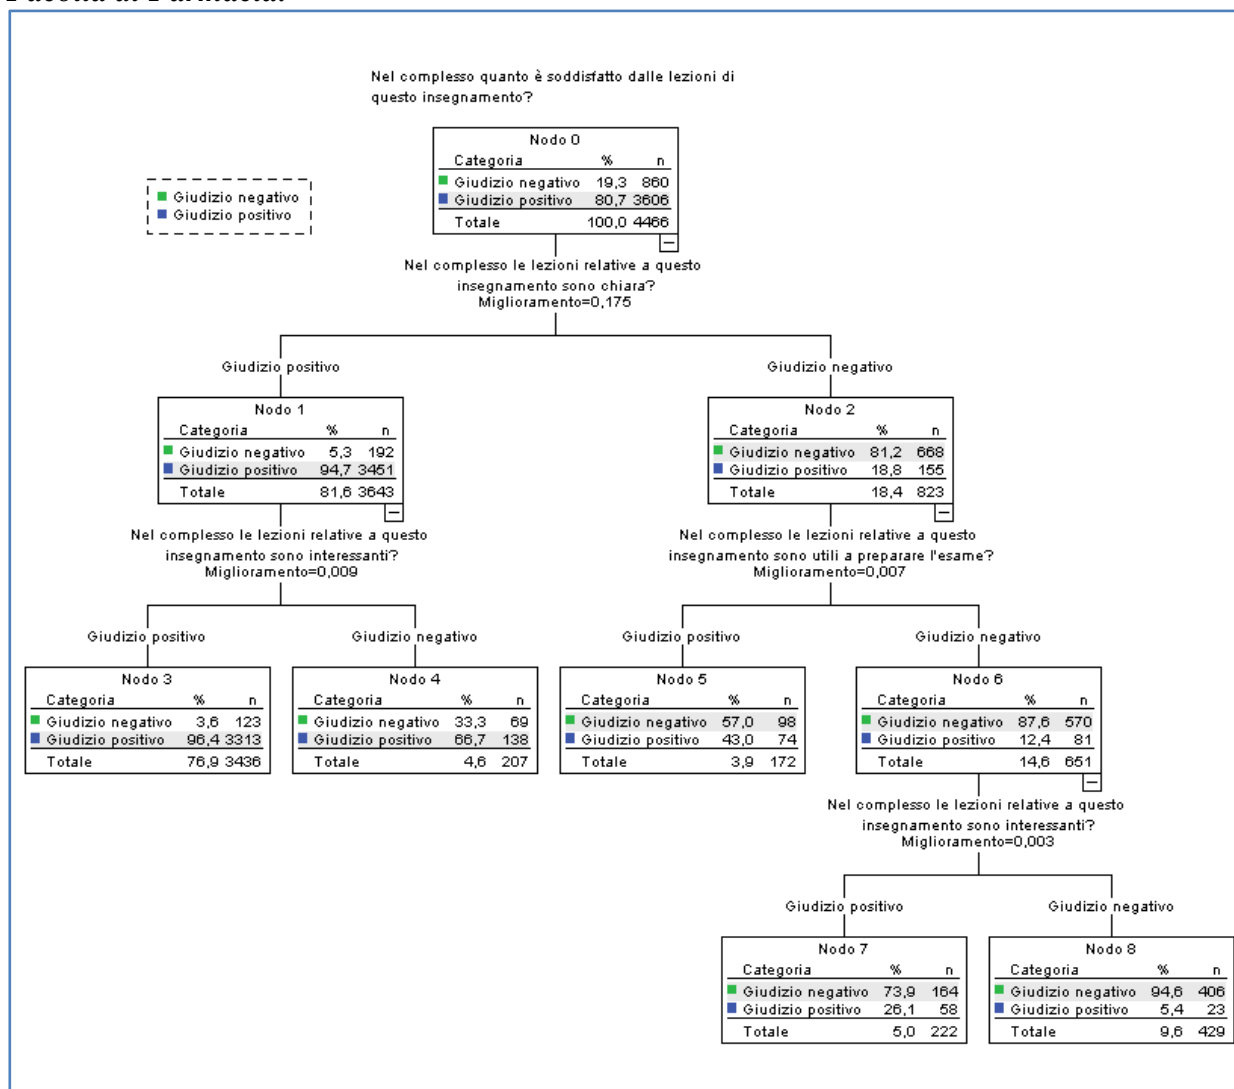 Facoltà di Farmacia.
Nel complesso quanto è soddisfatto dalle lezioni di
questo insegnamento?
Giudizio negativo
Giudizio positivo
Nodo 0
Categoria % n
Giudizio negativo 19,3 860
Giudizio positivo 80,7 3606
Totale 100,0 4466
Nel complesso le lezioni relative a questo
insegnamento sono chiara?
Miglioramento=0,175
Giudizio positivo
Giudizio negativo
Nodo 1
Categoria % n
Giudizio negativo 5,3 192
Giudizio positivo 94,7 3451
Totale 81,6 3643
Nodo 2
Categoria % n
Giudizio negativo 81,2 668
Giudizio positivo 18,8 155
Totale 18,4 823
Nel complesso le lezioni relative a questo
insegnamento sono interessanti?
Miglioramento=0,009
Nel complesso le lezioni relative a questo
insegnamento sono utili a preparare l'esame?
Miglioramento=0,007
Giudizio positivo
Giudizio negativo
Giudizio positivo
Giudizio negativo
Nodo 3
Categoria % n
Giudizio negativo 3,6 123
Giudizio positivo 96,4 3313
Totale 76,9 3436
Nodo 4
Categoria % n
Giudizio negativo 33,3 69
Giudizio positivo 66,7 138
Totale 4,6 207
Nodo 5
Categoria % n
Giudizio negativo 57,0 98
Giudizio positivo 43,0 74
Totale 3,9 172
Nodo 6
Categoria % n
Giudizio negativo 87,6 570
Giudizio positivo 12,4 81
Totale 14,6 651
Nel complesso le lezioni relative a questo
insegnamento sono interessanti?
Miglioramento=0,003
Giudizio positivo
Giudizio negativo
Nodo 7
Categoria % n
Giudizio negativo 73,9 164
Giudizio positivo 26,1 58
Totale 5,0 222
Nodo 8
Categoria % n
Giudizio negativo 94,6 406
Giudizio positivo 5,4 23
Totale 9,6 429